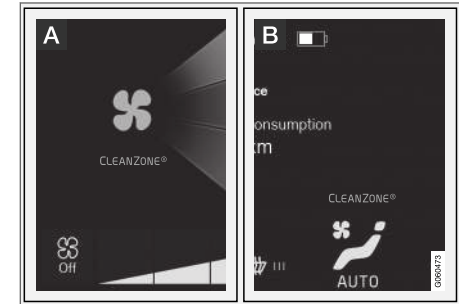 A
CLEANZONE®
Off
B
ce
onsumption
km
CLEANZONE®
AUTO
G060473